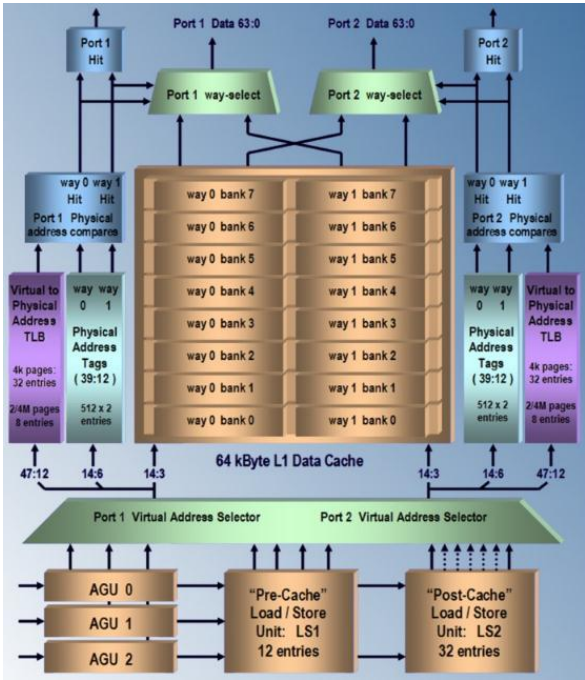 Port 1 Data 63:0
Port 2 Data 63:0
Port 1
Hit
Port 1 way-select
Port 2 way-select
Port 2
Hit
way 0 way 1
Hit Hit
Port 1 Physical
address compares
way 0 way 1
Hit Hit
Port 2 Physical
address compares
Virtual to
Physical
Address
TLB
4k pages:
32 entries
2/4M pages
8 entries
way way
0 1
Physical
Address
Tags
( 39:12 )
512 x 2
entries
way 0 bank 7
way 1 bank 7
way 0 bank 6
way 1 bank 6
way 0 bank 5
way 1 bank 5
way 0 bank 4
way 1 bank 4
way 0 bank 3
way 1 bank 3
way 0 bank 2
way 1 bank 2
way 0 bank 1
way 1 bank 1
way 0 bank 0
way 1 bank 0
way way
0 1
Physical
Address
Tags
(39:12)
512 x 2
entries
Virtual to
Physical
Address
TLB
4k pages:
32 entries
2/4M pages
8 entries
64 kByte L1 Data Cache
47:12
14:6
14:3
14:3
14:6
47:12
Port 1 Virtual Address Selector
Port 2 Virtual Address Selector
AGU 0
AGU 1
AGU 2
"Pre-Cache"
Load / Store
Unit: LS1
12 entries
"Post-Cache"
Load / Store
Unit: LS2
32 entries